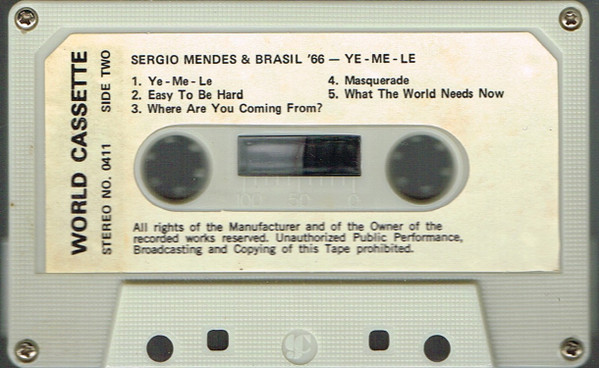 SERGIO MENDES & BRASIL '66 — YE-ME-LE
1. Ye-Me-Le
2. Easy To Be Hard
3. Where Are You Coming From?
4. Masquerade
5. What The World Needs Now
WORLD CASSETTE
STEREO NO. 0411 SIDE TWO
All rights of the Manufacturer and of the Owner of the
recorded works reserved. Unauthorized Public Performance,
Broadcasting and Copying of this Tape prohibited.